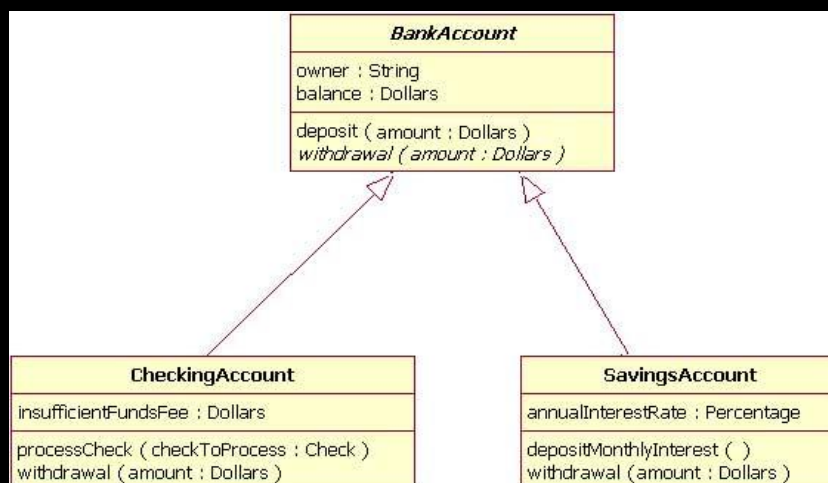 BankAccount
owner : String
balance : Dollars
deposit ( amount : Dollars )
withdrawal ( amount : Dollars )
CheckingAccount
insufficientFundsFee : Dollars
processCheck ( checkToProcess : Check )
withdrawal ( amount : Dollars )
SavingsAccount
annualInterestRate : Percentage
depositMonthlyInterest ( )
withdrawal ( amount : Dollars )